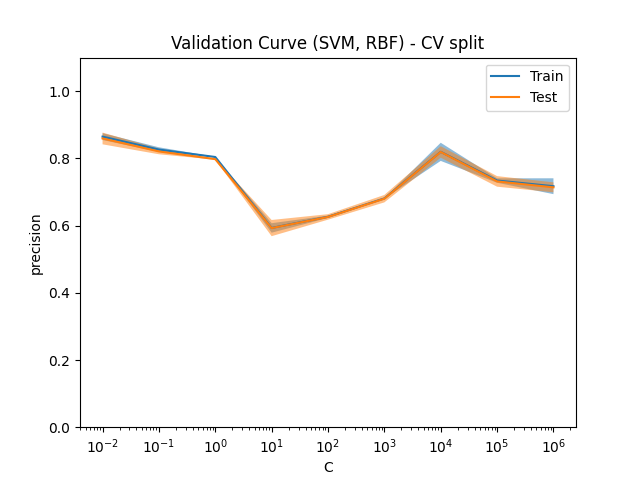 Validation Curve (SVM, RBF) - CV split
Train
Test
1.0
0.8
0.6
0.4
0.2
0.0
precision
10⁻² 10⁻¹ 10⁰ 10¹ 10² 10³ 10⁴ 10⁵ 10⁶
C